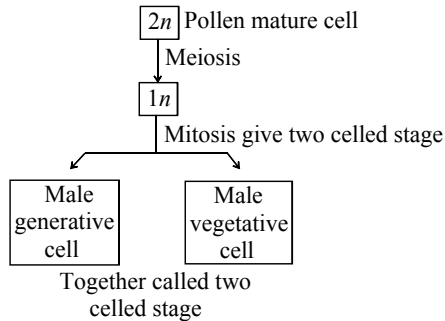 2n Pollen mature cell
Meiosis
1n
Mitosis give two celled stage
Male
generative
cell
Male
vegetative
cell
Together called two
celled stage